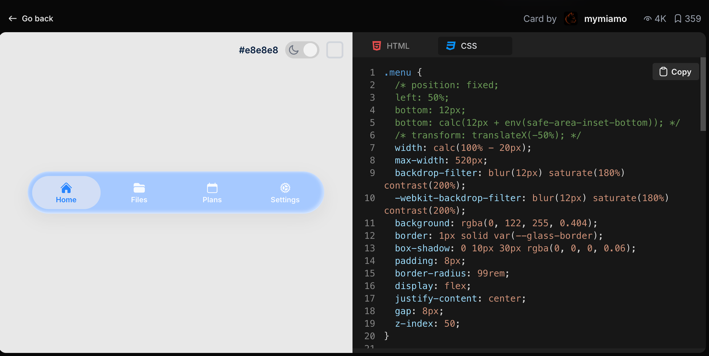 Go back
Card by mymiamo 4K 359
#e8e8e8
Home Files Plans Settings
HTML CSS
Copy
1 .menu {
2 /* position: fixed;
3 left: 50%;
4 bottom: 12px;
5 bottom: calc(12px + env(safe-area-inset-bottom)); */
6 /* transform: translateX(-50%); */
7 width: calc(100% - 20px);
8 max-width: 520px;
9 backdrop-filter: blur(12px) saturate(180%)
contrast(200%);
10 -webkit-backdrop-filter: blur(12px) saturate(180%)
contrast(200%);
11 background: rgba(0, 122, 255, 0.404);
12 border: 1px solid var(--glass-border);
13 box-shadow: 0 10px 30px rgba(0, 0, 0, 0.06);
14 padding: 8px;
15 border-radius: 99rem;
16 display: flex;
17 justify-content: center;
18 gap: 8px;
19 z-index: 50;
20 }